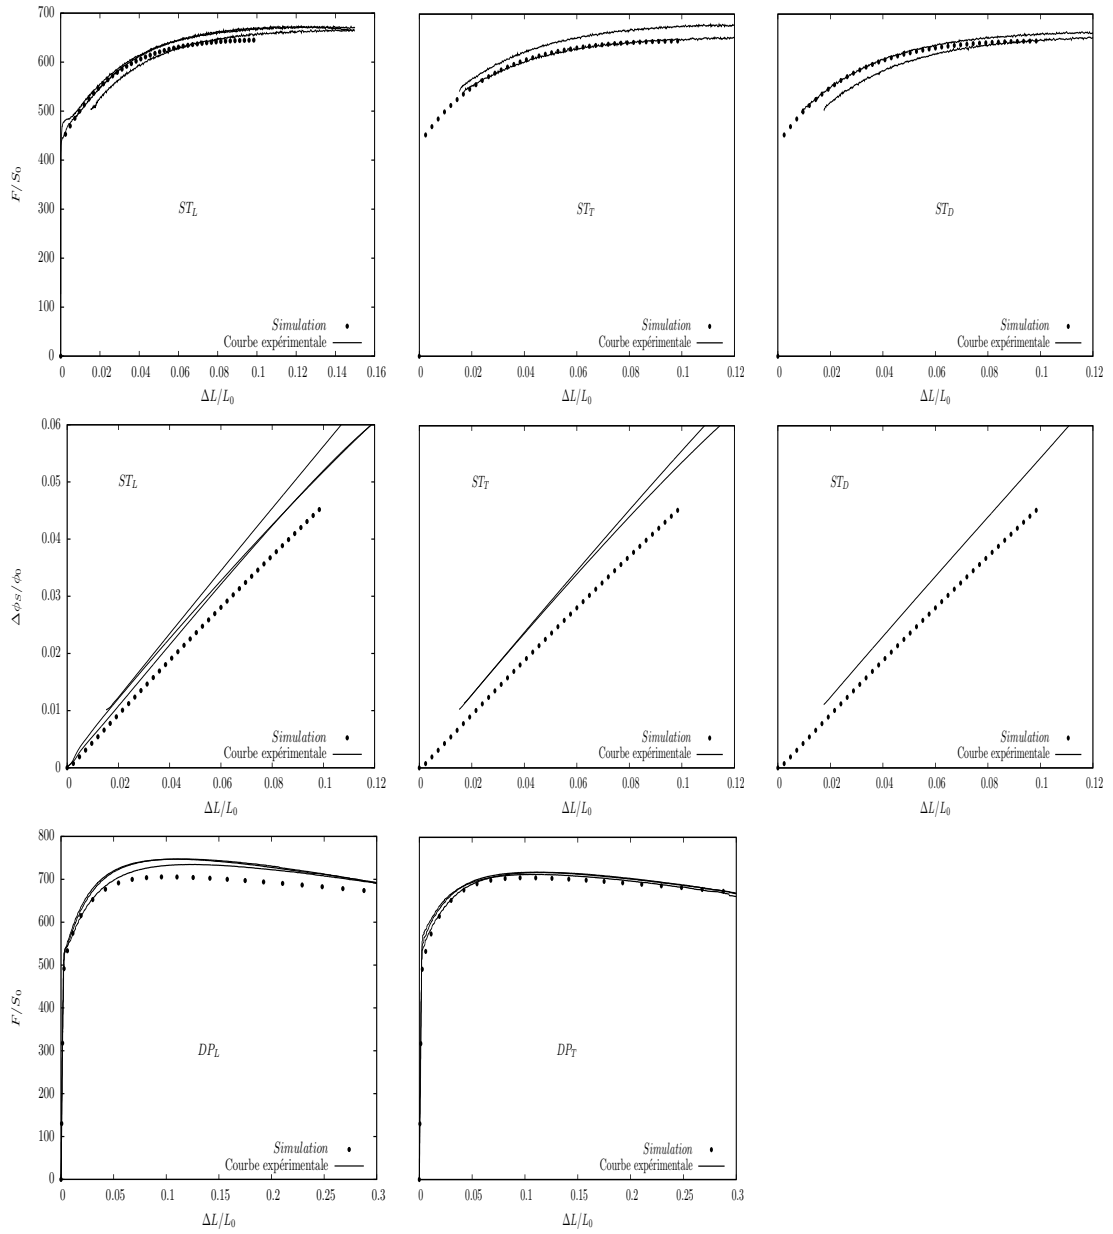 700
600
500
400
300
200
100
0
F/S₀
ST_L
Simulation
Courbe expérimentale
0 0.02 0.04 0.06 0.08 0.1 0.12 0.14 0.16
ΔL/L₀
ST_T
Simulation
Courbe expérimentale
0 0.02 0.04 0.06 0.08 0.1 0.12
ΔL/L₀
ST_D
Simulation
Courbe expérimentale
0 0.02 0.04 0.06 0.08 0.1 0.12
ΔL/L₀
0.06
0.05
0.04
0.03
0.02
0.01
0
Δϕ_S/ϕ₀
ST_L
Simulation
Courbe expérimentale
0 0.02 0.04 0.06 0.08 0.1 0.12
ΔL/L₀
ST_T
Simulation
Courbe expérimentale
0 0.02 0.04 0.06 0.08 0.1 0.12
ΔL/L₀
ST_D
Simulation
Courbe expérimentale
0 0.02 0.04 0.06 0.08 0.1 0.12
ΔL/L₀
800
700
600
500
400
300
200
100
0
F/S₀
DP_L
Simulation
Courbe expérimentale
0 0.05 0.1 0.15 0.2 0.25 0.3
ΔL/L₀
DP_T
Simulation
Courbe expérimentale
0 0.05 0.1 0.15 0.2 0.25 0.3
ΔL/L₀